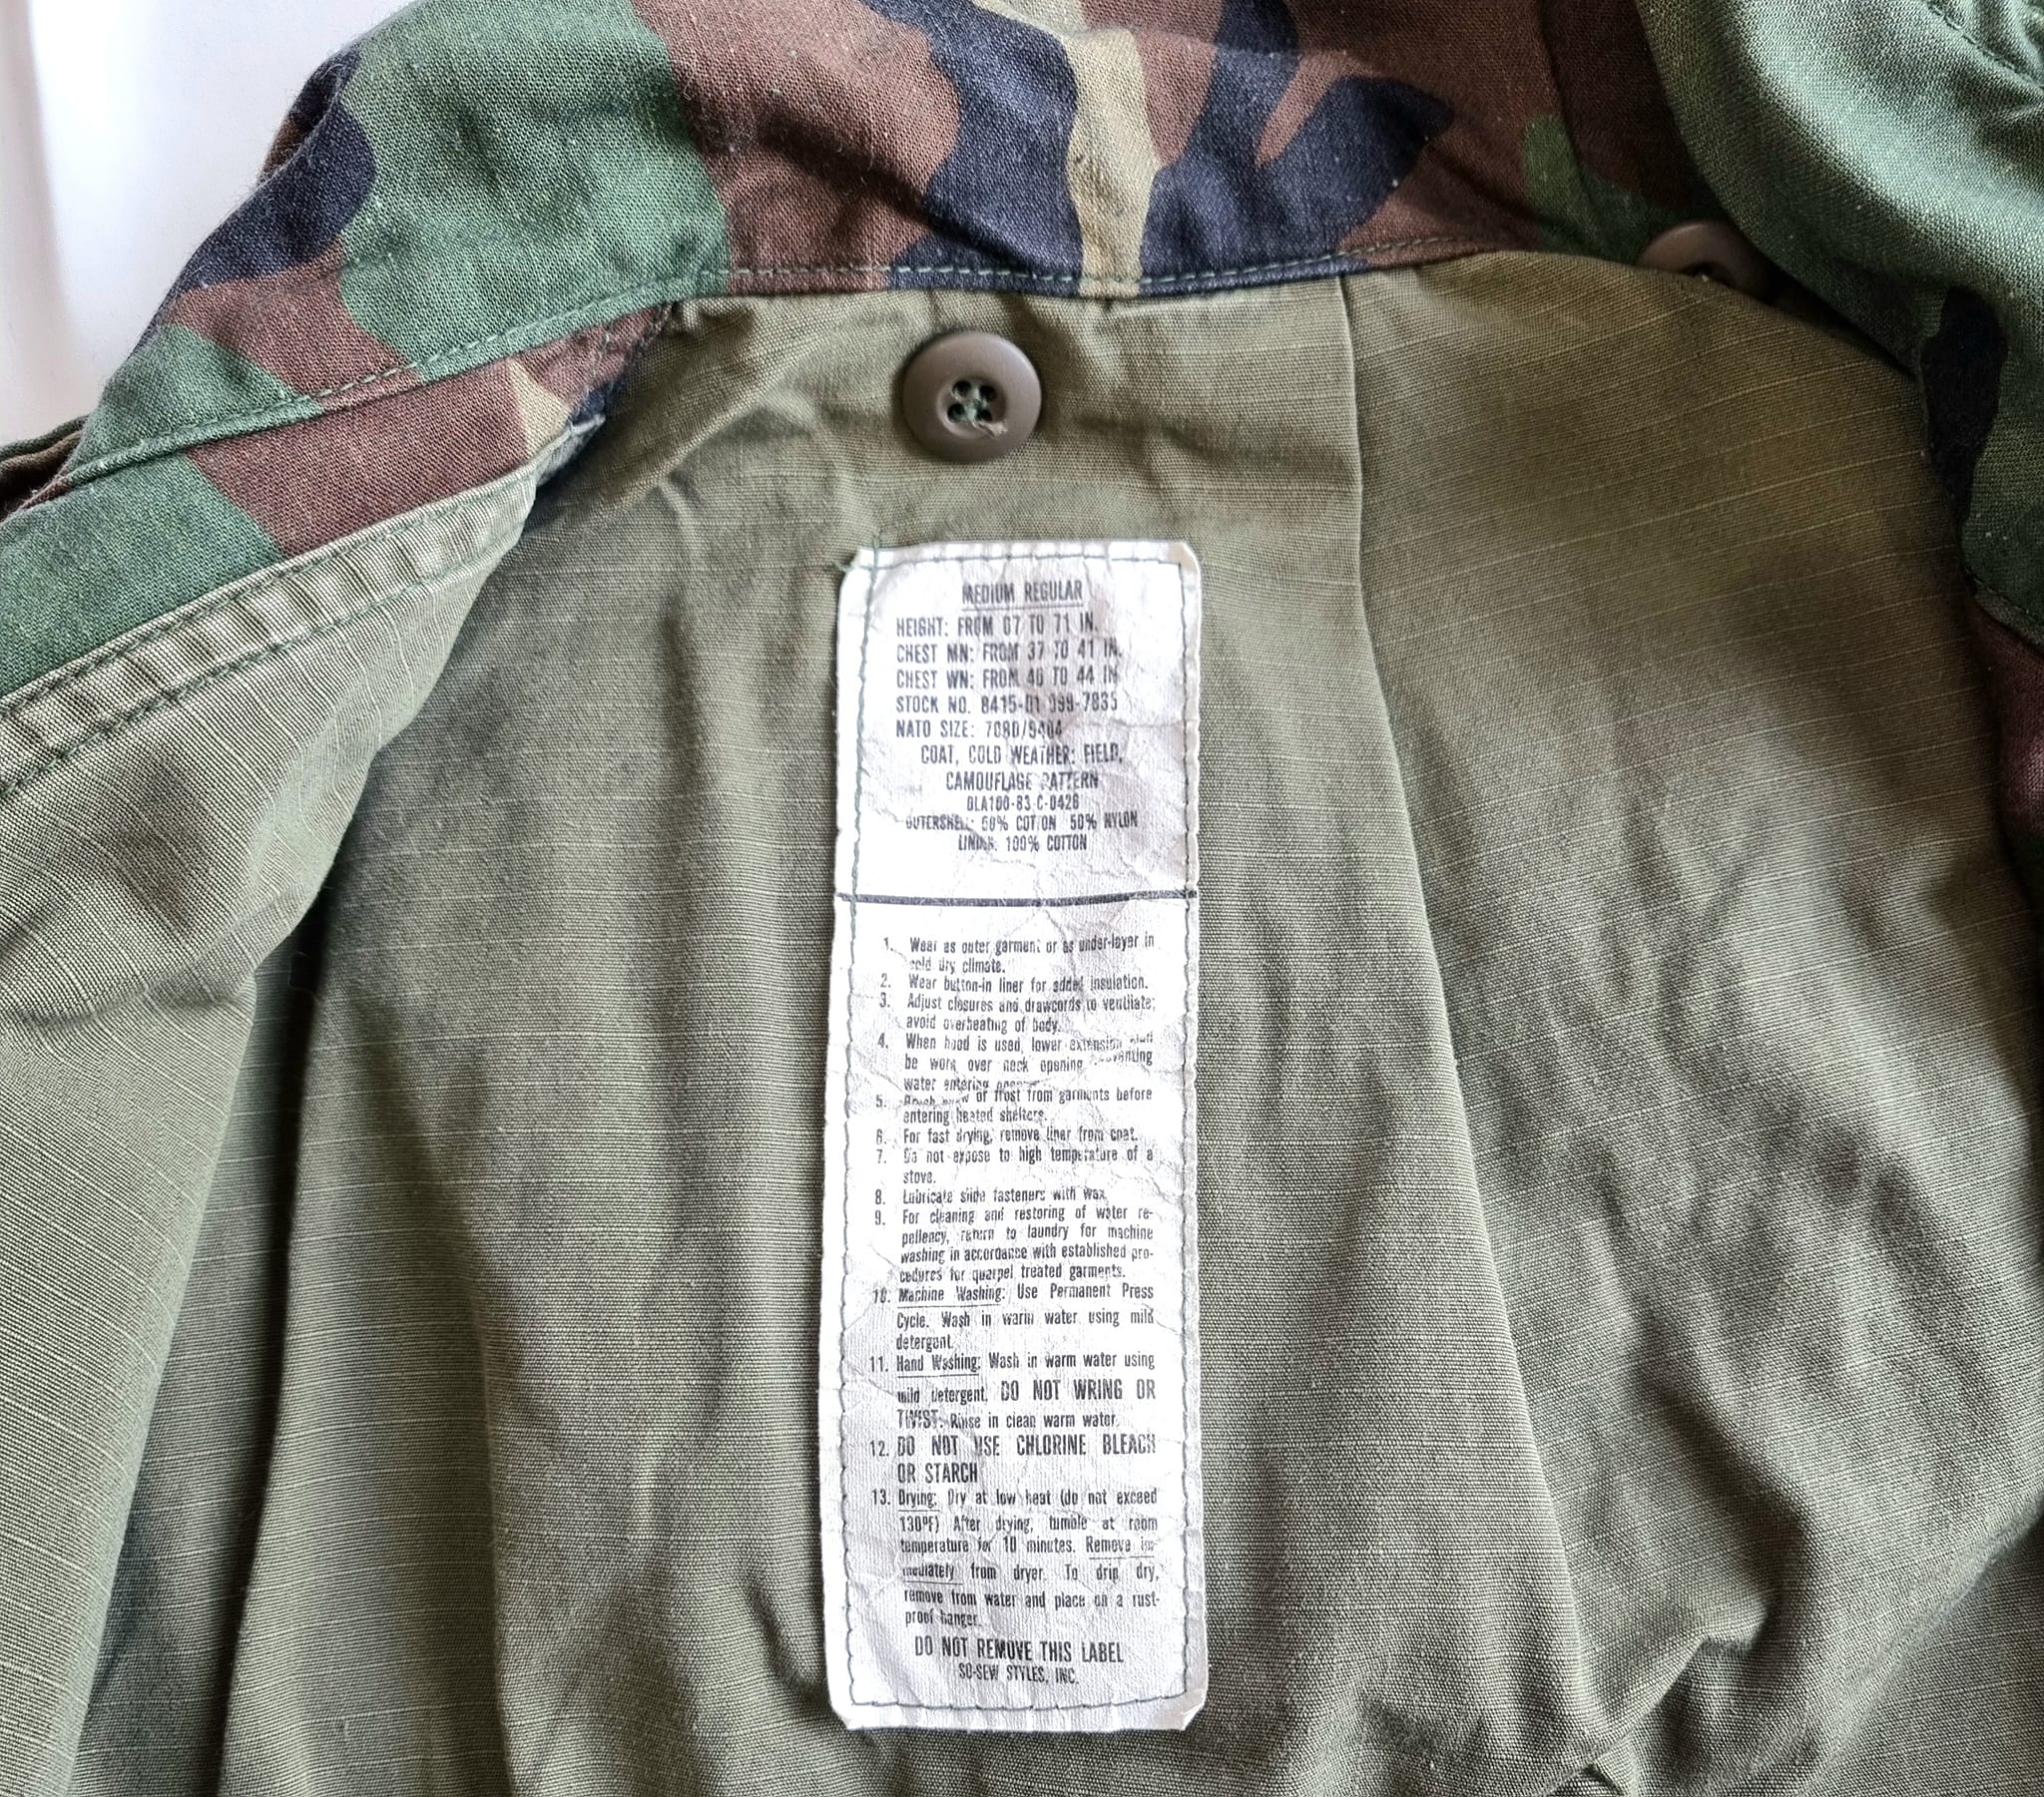 MEDIUM REGULAR
HEIGHT: FROM 67 TO 71 IN.
CHEST MN: FROM 37 TO 41 IN.
CHEST WN: FROM 40 TO 44 IN
STOCK NO. 8415-01 099-7835
NATO SIZE: 7080/9404
COAT, COLD WEATHER: FIELD,
CAMOUFLAGE PATTERN
DLA100-83 C-0426
OUTERSHELL: 50% COTTON 50% NYLON
LINING: 100% COTTON
1. Wear as outer garment or as under-layer in
cold dry climate.
2. Wear button-in liner for added insulation.
3. Adjust closures and drawcords to ventilate;
avoid overheating of body.
4. When hood is used, lower extension
be worn over neck opening preventing
water entering
5. Brush snow or frost from garments before
entering heated shelters.
6. For fast drying, remove liner from coat.
7. Do not expose to high temperature of a
stove.
8. Lubricate slide fasteners with wax.
9. For cleaning and restoring of water re-
pellency, return to laundry for machine
washing in accordance with established pro-
cedures for quarpel treated garments.
10. Machine Washing: Use Permanent Press
Cycle. Wash in warm water using mild
detergent.
11. Hand Washing: Wash in warm water using
mild detergent. DO NOT WRING OR
TWIST. Rinse in clean warm water.
12. DO NOT USE CHLORINE BLEACH
OR STARCH
13. Drying: Dry at low heat (do not exceed
130°F) After drying, tumble at room
temperature for 10 minutes. Remove im-
mediately from dryer. To drip dry,
remove from water and place on a rust-
proof hanger.
DO NOT REMOVE THIS LABEL
SO-SEW STYLES, INC.